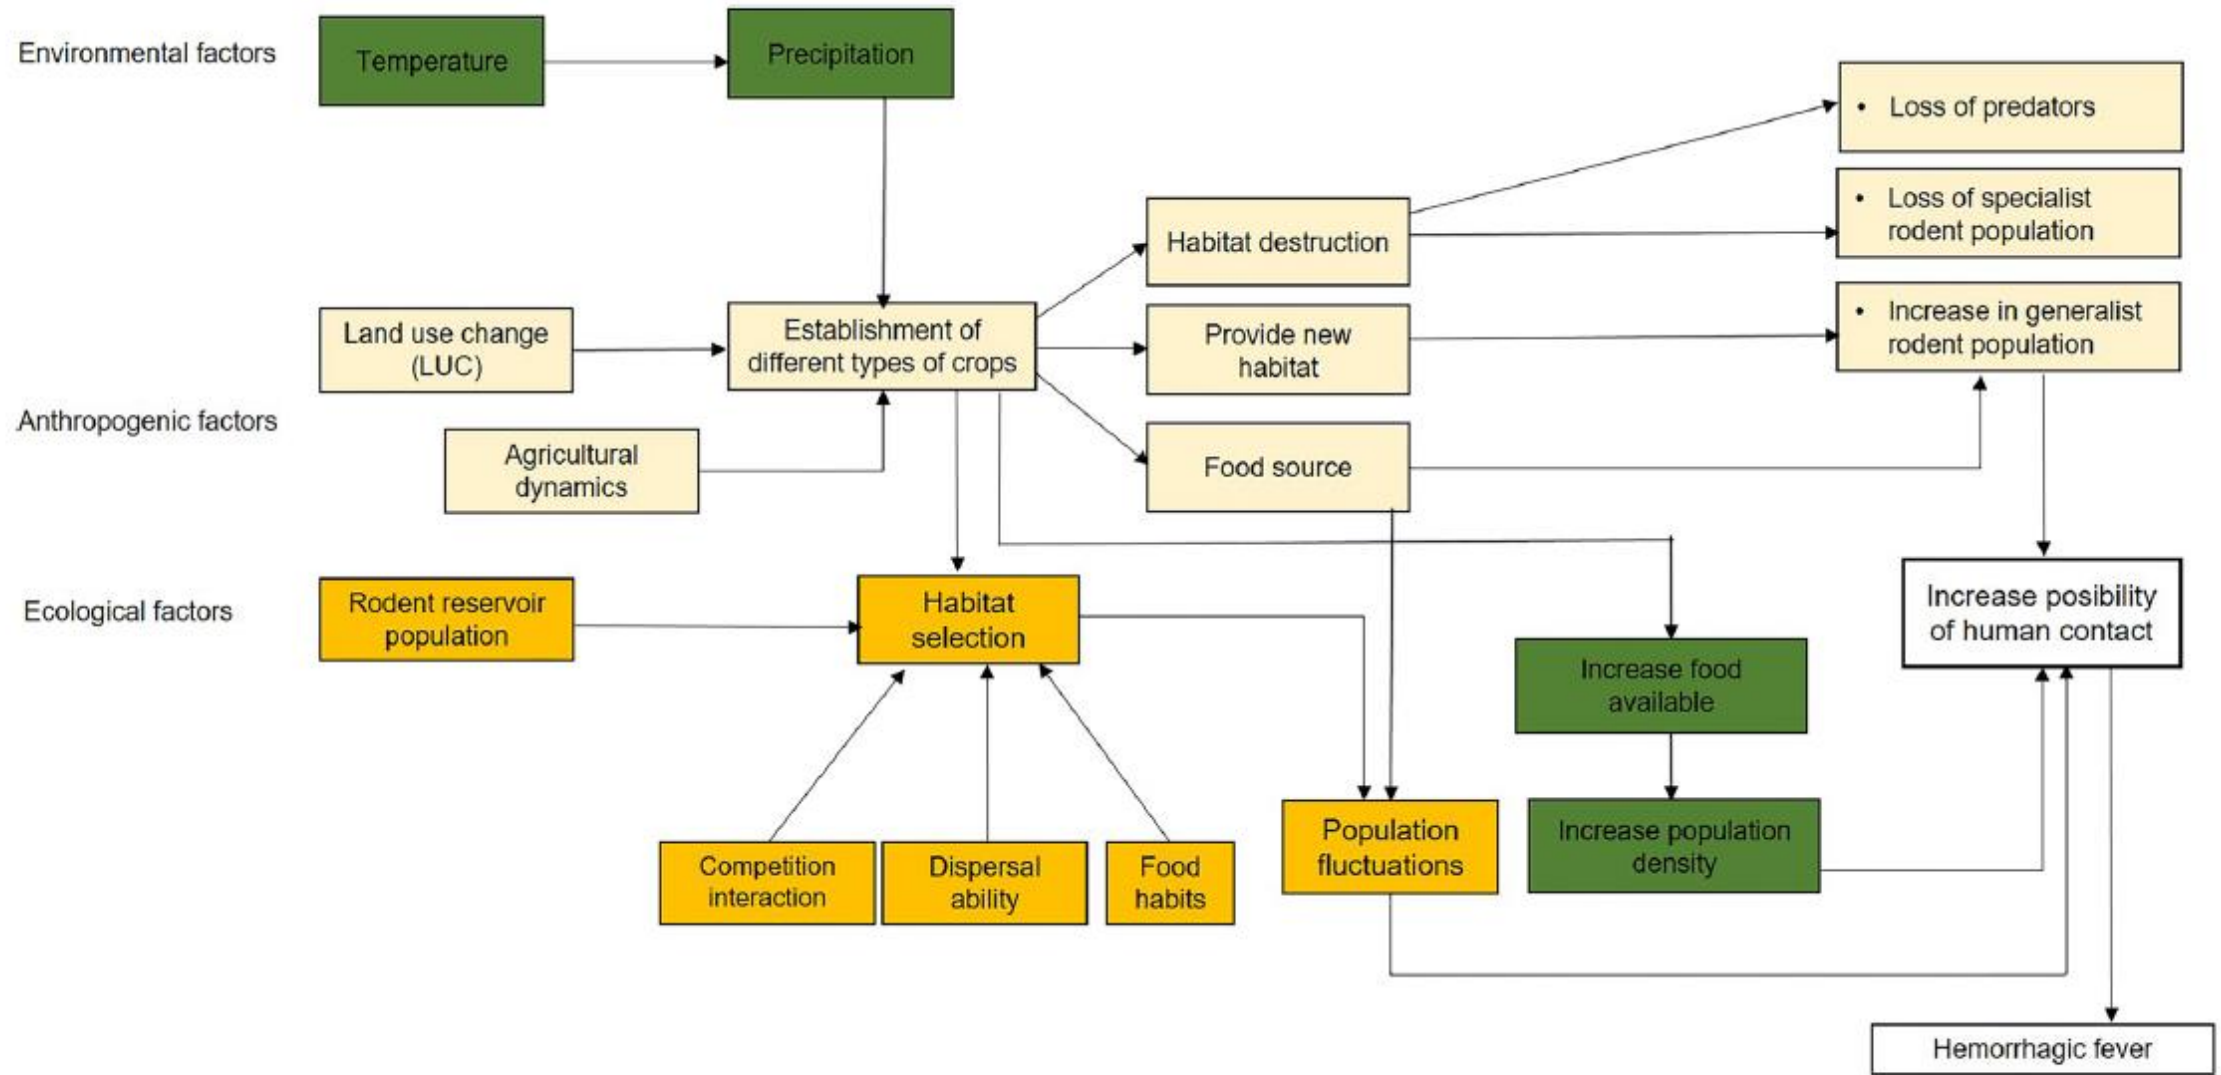 Environmental factors
Temperature
Precipitation
• Loss of predators
• Loss of specialist
rodent population
Habitat destruction
Land use change
(LUC)
Establishment of
different types of crops
Provide new
habitat
• Increase in generalist
rodent population
Anthropogenic factors
Agricultural
dynamics
Food source
Ecological factors
Rodent reservoir
population
Habitat
selection
Increase posibility
of human contact
Increase food
available
Competition
interaction
Dispersal
ability
Food
habits
Population
fluctuations
Increase population
density
Hemorrhagic fever